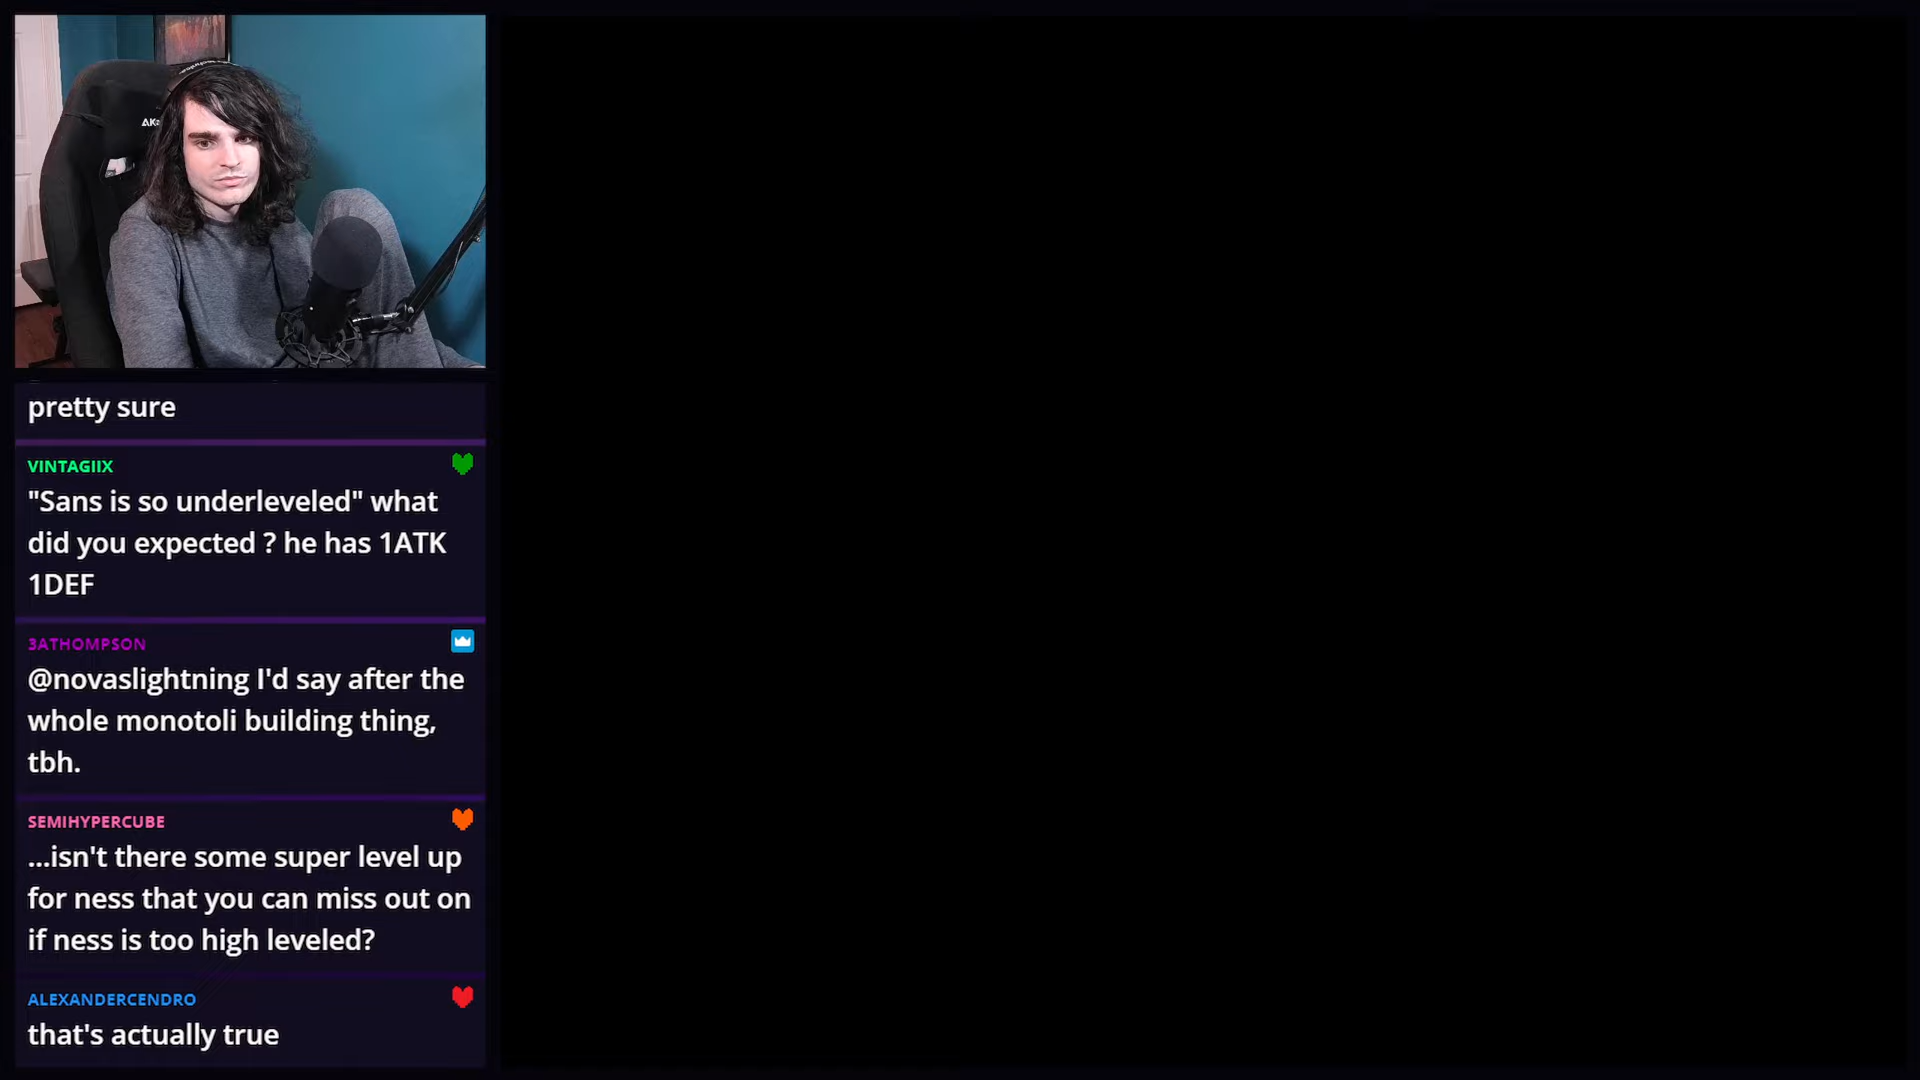 AK
pretty sure
VINTAGIIX
"Sans is so underleveled" what
did you expected ? he has 1ATK
1DEF
3ATHOMPSON
@novaslightning I'd say after the
whole monotoli building thing,
tbh.
SEMIHYPERCUBE
...isn't there some super level up
for ness that you can miss out on
if ness is too high leveled?
ALEXANDERCENDRO
that's actually true